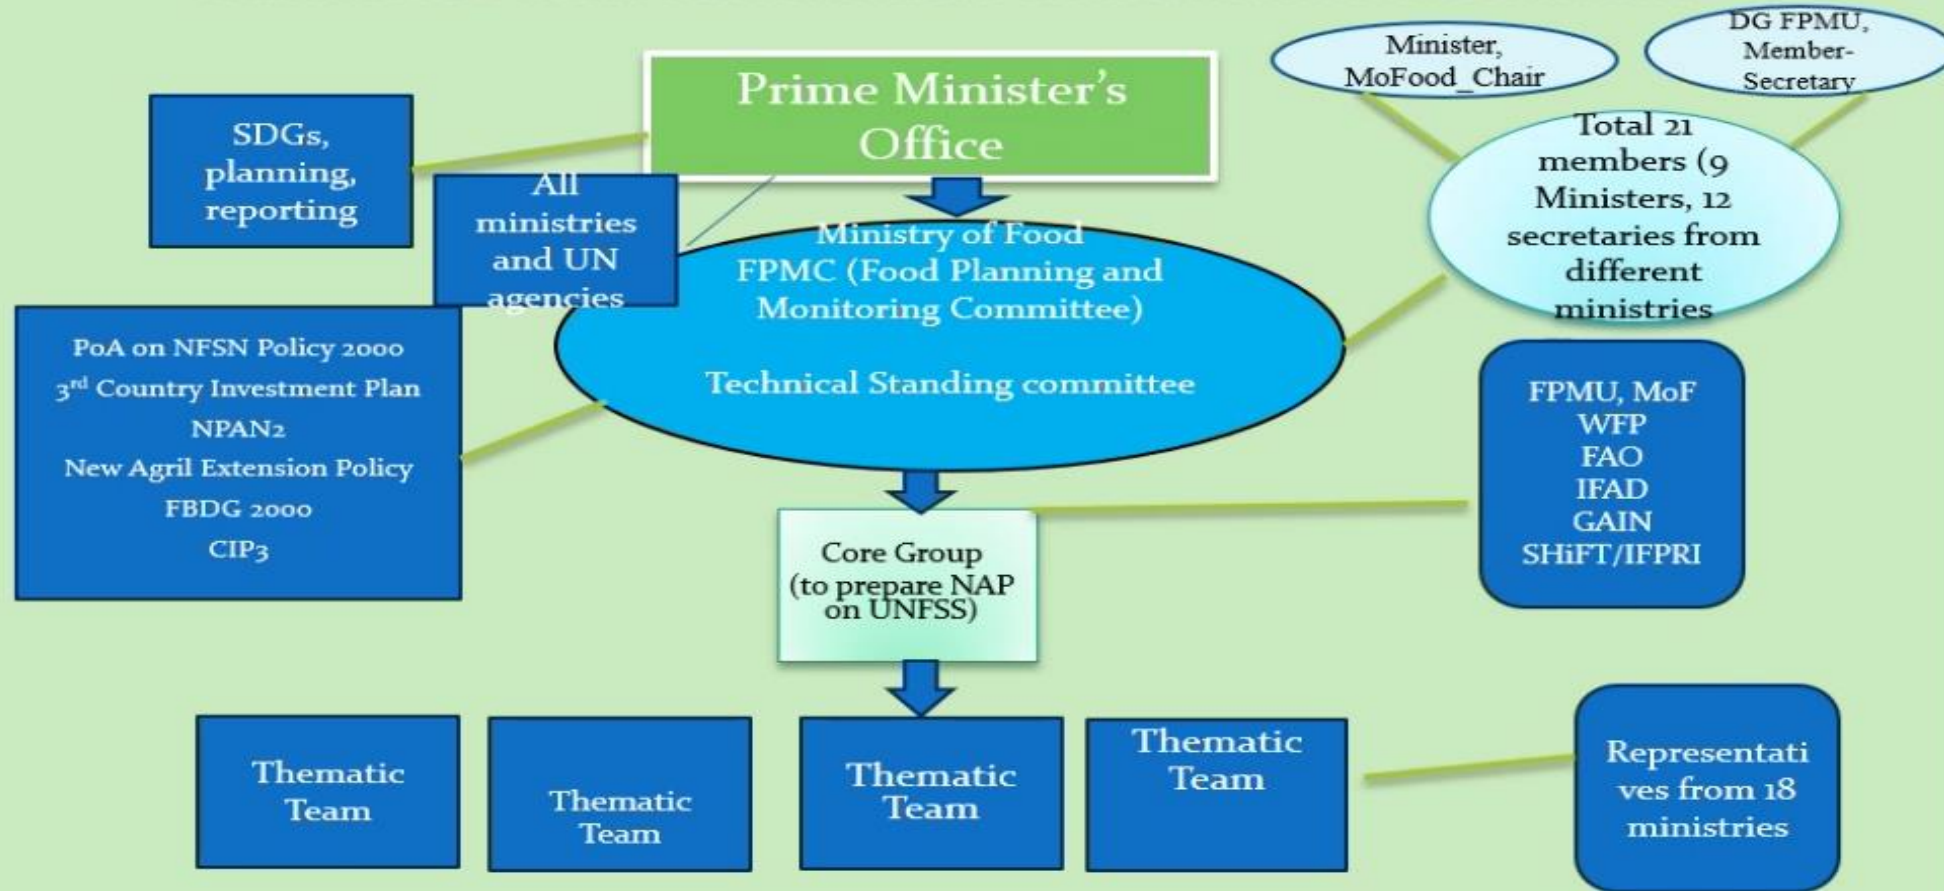 Prime Minister's
Office
Minister,
MoFood_Chair
DG FPMU,
Member-
Secretary
SDGs,
planning,
reporting
All
ministries
and UN
agencies
Total 21
members (9
Ministers, 12
secretaries from
different
ministries
Ministry of Food
FPMC (Food Planning and
Monitoring Committee)
Technical Standing committee
PoA on NFSN Policy 2000
3rd Country Investment Plan
NPAN2
New Agril Extension Policy
FBDG 2000
CIP3
FPMU, MoF
WFP
FAO
IFAD
GAIN
SHiFT/IFPRI
Core Group
(to prepare NAP
on UNFSS)
Thematic
Team
Thematic
Team
Thematic
Team
Thematic
Team
Representati
ves from 18
ministries